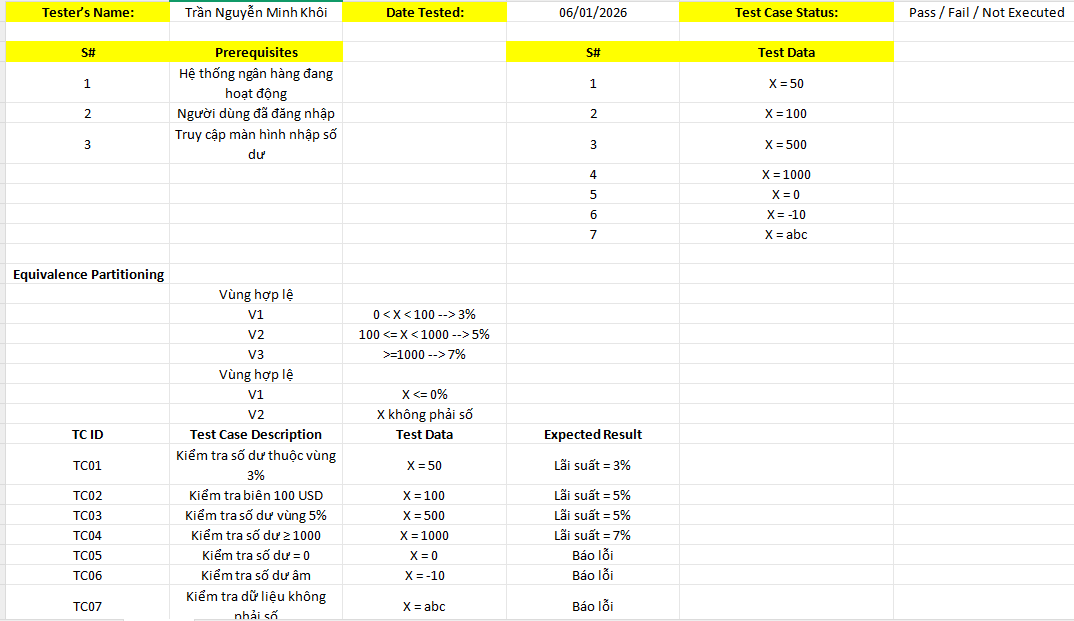 Tester's Name: Trần Nguyễn Minh Khôi Date Tested: 06/01/2026 Test Case Status: Pass / Fail / Not Executed
S# Prerequisites S# Test Data
1 Hệ thống ngân hàng đang hoạt động 1 X = 50
2 Người dùng đã đăng nhập 2 X = 100
3 Truy cập màn hình nhập số dư 3 X = 500
4 X = 1000
5 X = 0
6 X = -10
7 X = abc
Equivalence Partitioning
Vùng hợp lệ
V1 0 < X < 100 --> 3%
V2 100 <= X < 1000 --> 5%
V3 >=1000 --> 7%
Vùng hợp lệ
V1 X <= 0%
V2 X không phải số
TC ID Test Case Description Test Data Expected Result
TC01 Kiểm tra số dư thuộc vùng 3% X = 50 Lãi suất = 3%
TC02 Kiểm tra biên 100 USD X = 100 Lãi suất = 5%
TC03 Kiểm tra số dư vùng 5% X = 500 Lãi suất = 5%
TC04 Kiểm tra số dư ≥ 1000 X = 1000 Lãi suất = 7%
TC05 Kiểm tra số dư = 0 X = 0 Báo lỗi
TC06 Kiểm tra số dư âm X = -10 Báo lỗi
TC07 Kiểm tra dữ liệu không phải số X = abc Báo lỗi